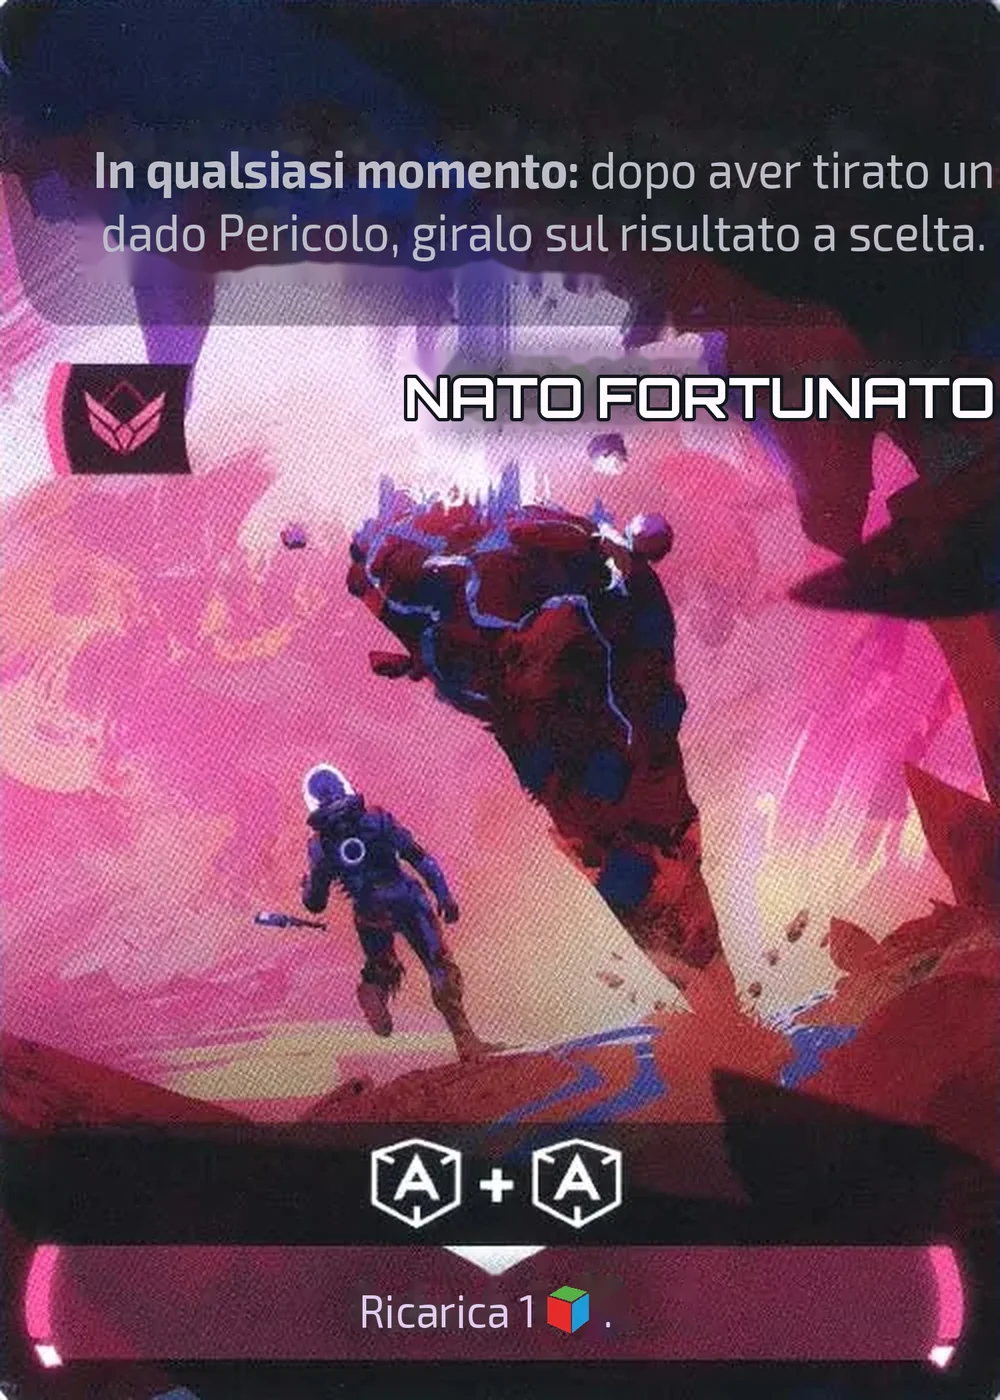 In qualsiasi momento: dopo aver tirato un
dado Pericolo, giralo sul risultato a scelta.
NATO FORTUNATO
A + A
Ricarica 1 .